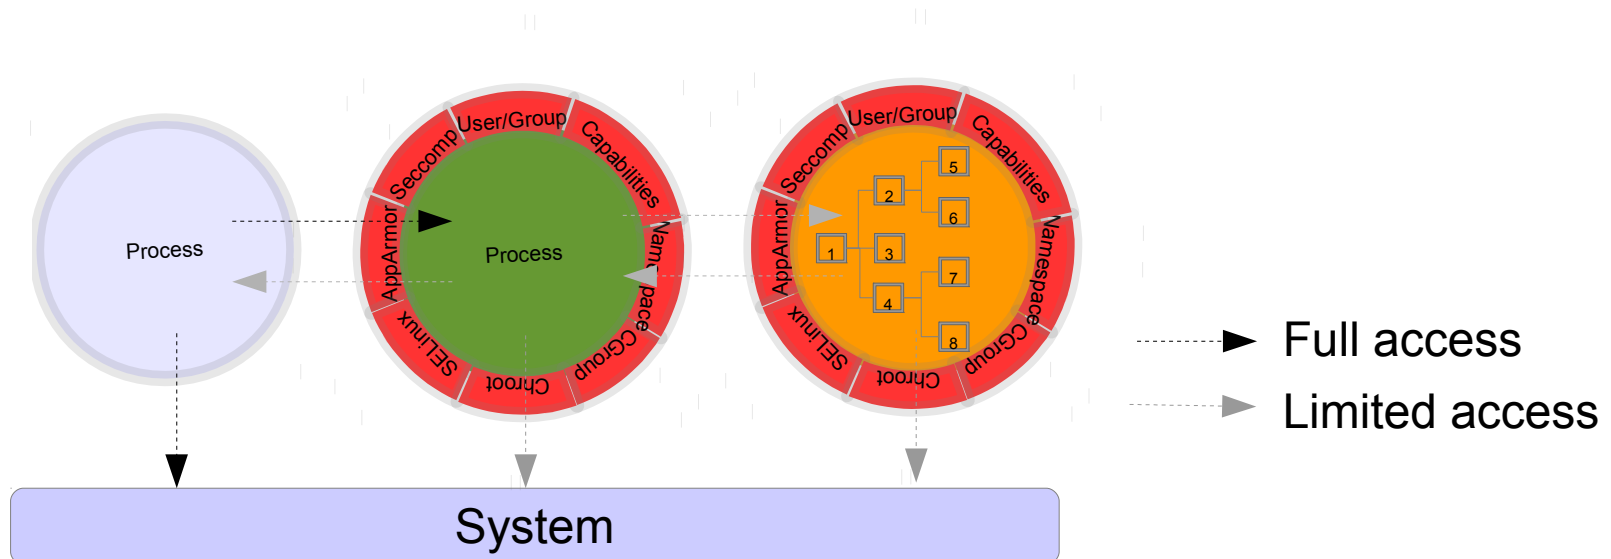 Process
User/Group
Capabilities
Namespace
CGroup
Chroot
SELinux
AppArmor
Seccomp
Process
User/Group
Capabilities
Namespace
CGroup
Chroot
SELinux
AppArmor
Seccomp
1
2
3
4
5
6
7
8
Full access
Limited access
System